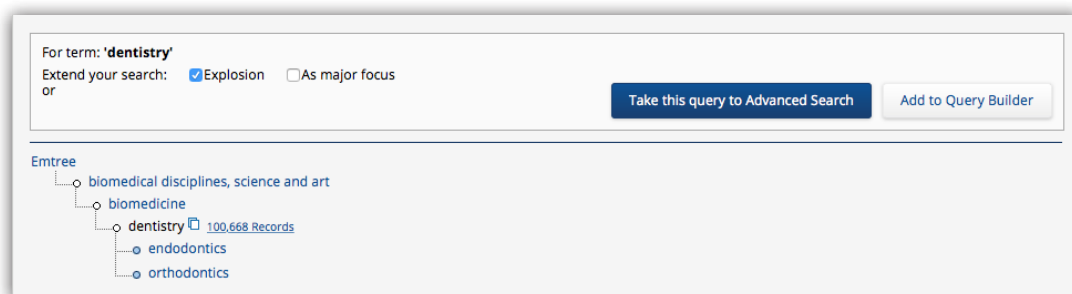 For term: 'dentistry'
Extend your search: Explosion As major focus
or
Take this query to Advanced Search Add to Query Builder
Emtree
biomedical disciplines, science and art
biomedicine
dentistry 100,668 Records
endodontics
orthodontics